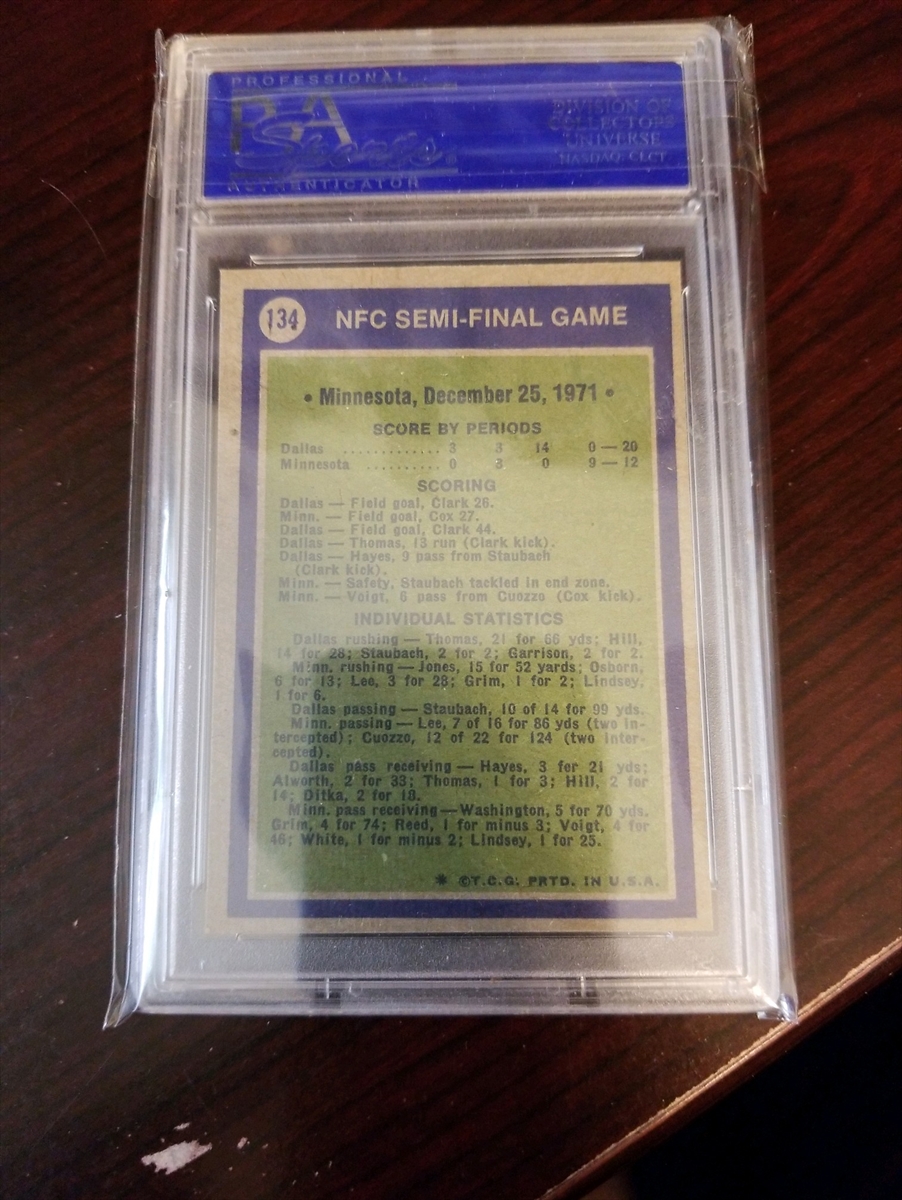 PROFESSIONAL
PSA
Sports
AUTHENTICATOR
DIVISION OF
COLLECTORS
UNIVERSE
NASDAQ: CLCT
134 NFC SEMI-FINAL GAME
• Minnesota, December 25, 1971 •
SCORE BY PERIODS
Dallas ............. 3 3 14 0 — 20
Minnesota .......... 0 3 0 9 — 12
SCORING
Dallas — Field goal, Clark 26.
Minn. — Field goal, Cox 27.
Dallas — Field goal, Clark 44.
Dallas — Thomas, 13 run (Clark kick).
Dallas — Hayes, 9 pass from Staubach
(Clark kick).
Minn. — Safety, Staubach tackled in end zone.
Minn. — Voigt, 6 pass from Cuozzo (Cox kick).
INDIVIDUAL STATISTICS
Dallas rushing — Thomas, 21 for 66 yds; Hill,
14 for 28; Staubach, 2 for 2; Garrison, 2 for 2.
Minn. rushing — Jones, 15 for 52 yards; Osborn,
6 for 13; Lee, 3 for 28; Grim, 1 for 2; Lindsey,
1 for 6.
Dallas passing — Staubach, 10 of 14 for 99 yds.
Minn. passing — Lee, 7 of 16 for 86 yds (two in-
tercepted); Cuozzo, 12 of 22 for 124 (two inter-
cepted).
Dallas pass receiving — Hayes, 3 for 21 yds;
Alworth, 2 for 33; Thomas, 1 for 3; Hill, 2 for
14; Ditka, 2 for 18.
Minn. pass receiving — Washington, 5 for 70 yds.
Grim, 4 for 74; Reed, 1 for minus 3; Voigt, 4 for
46; White, 1 for minus 2; Lindsey, 1 for 25.
* ©T.C.G. PRTD. IN U.S.A.